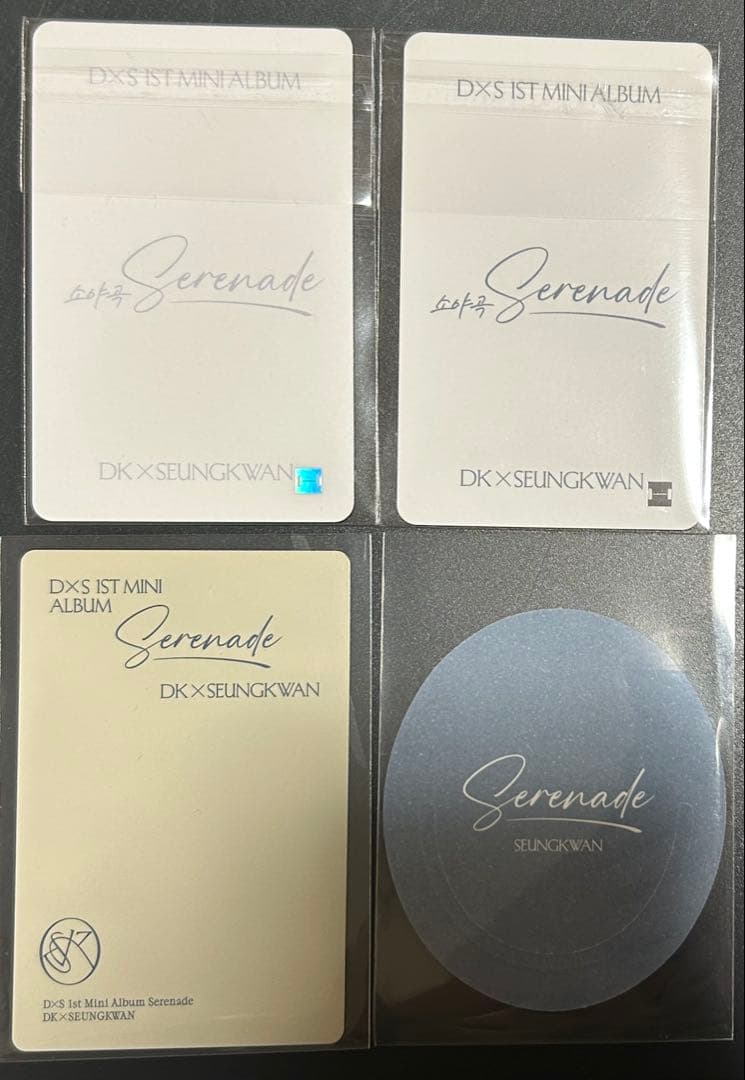 D×S 1ST MINI ALBUM
소야곡 Serenade
DK×SEUNGKWAN
D×S 1ST MINI ALBUM
소야곡 Serenade
DK×SEUNGKWAN
D×S 1ST MINI
ALBUM
Serenade
DK×SEUNGKWAN
D×S 1st Mini Album Serenade
DK×SEUNGKWAN
Serenade
SEUNGKWAN